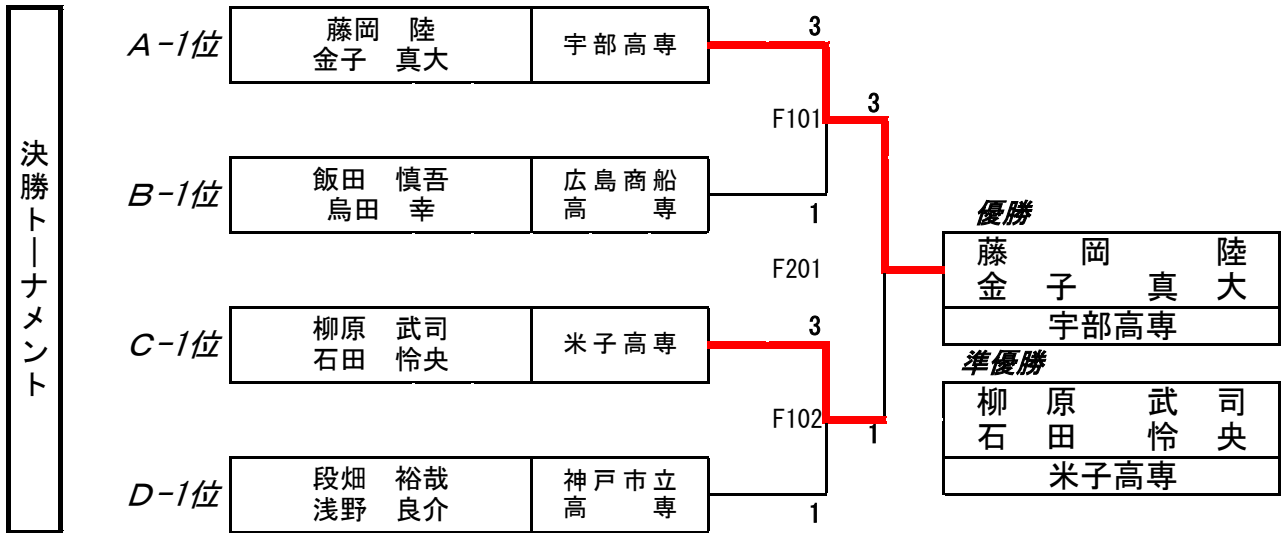 決勝トーナメント
A-1位
藤岡 陸
金子 真大
宇部高専
3
F101
3
B-1位
飯田 慎吾
烏田 幸
広島商船
高 専
1
F201
優勝
藤 岡 陸
金 子 真 大
宇部高専
C-1位
柳原 武司
石田 怜央
米子高専
3
F102
1
準優勝
柳 原 武 司
石 田 怜 央
米子高専
D-1位
段畑 裕哉
浅野 良介
神戸市立
高 専
1